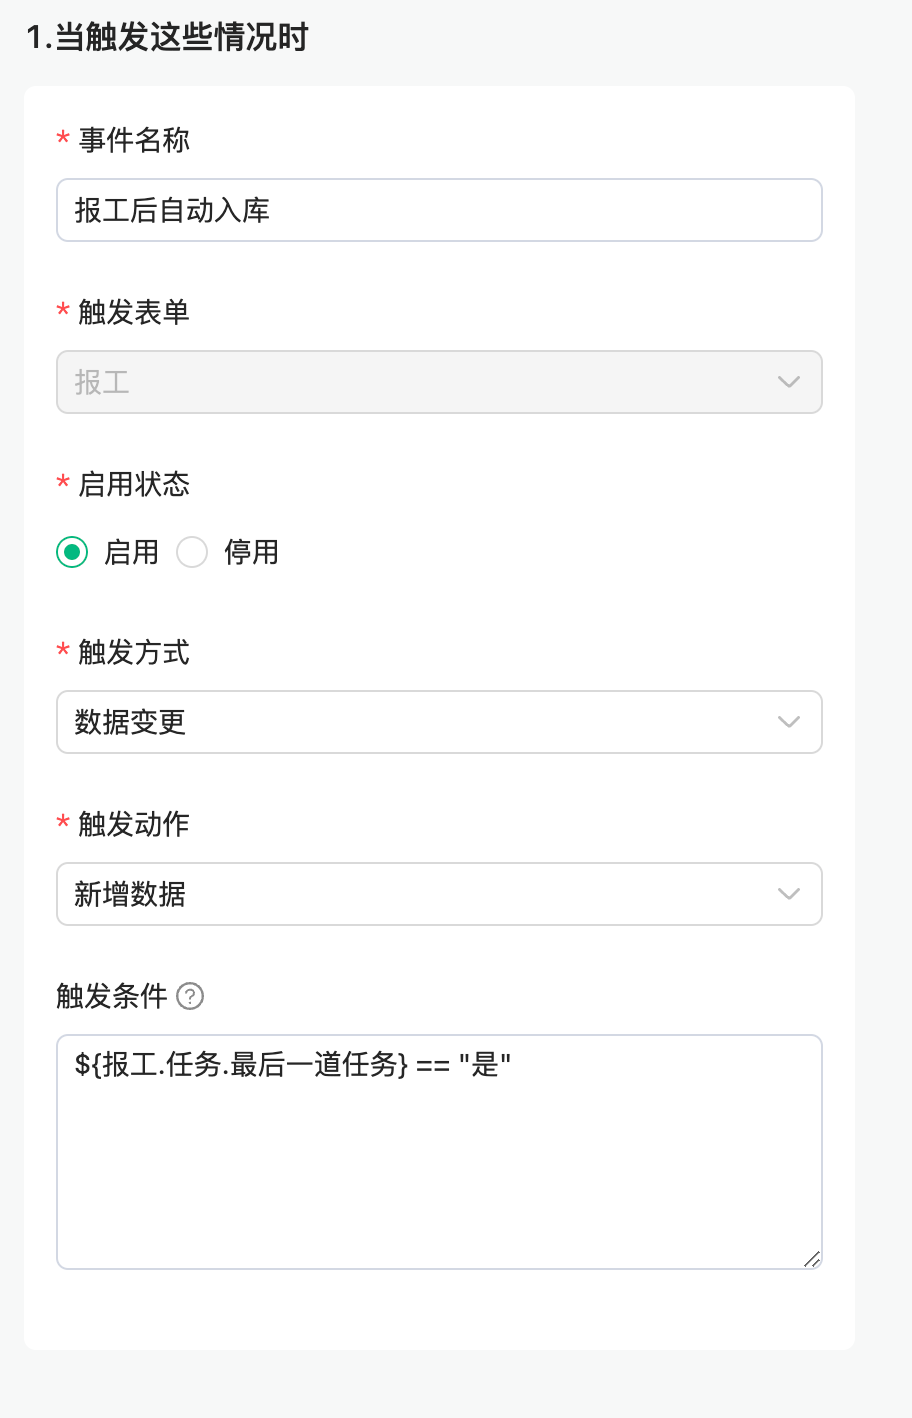 1.当触发这些情况时
* 事件名称
报工后自动入库
* 触发表单
报工
* 启用状态
启用 停用
* 触发方式
数据变更
* 触发动作
新增数据
触发条件 ?
${报工.任务.最后一道任务} == "是"